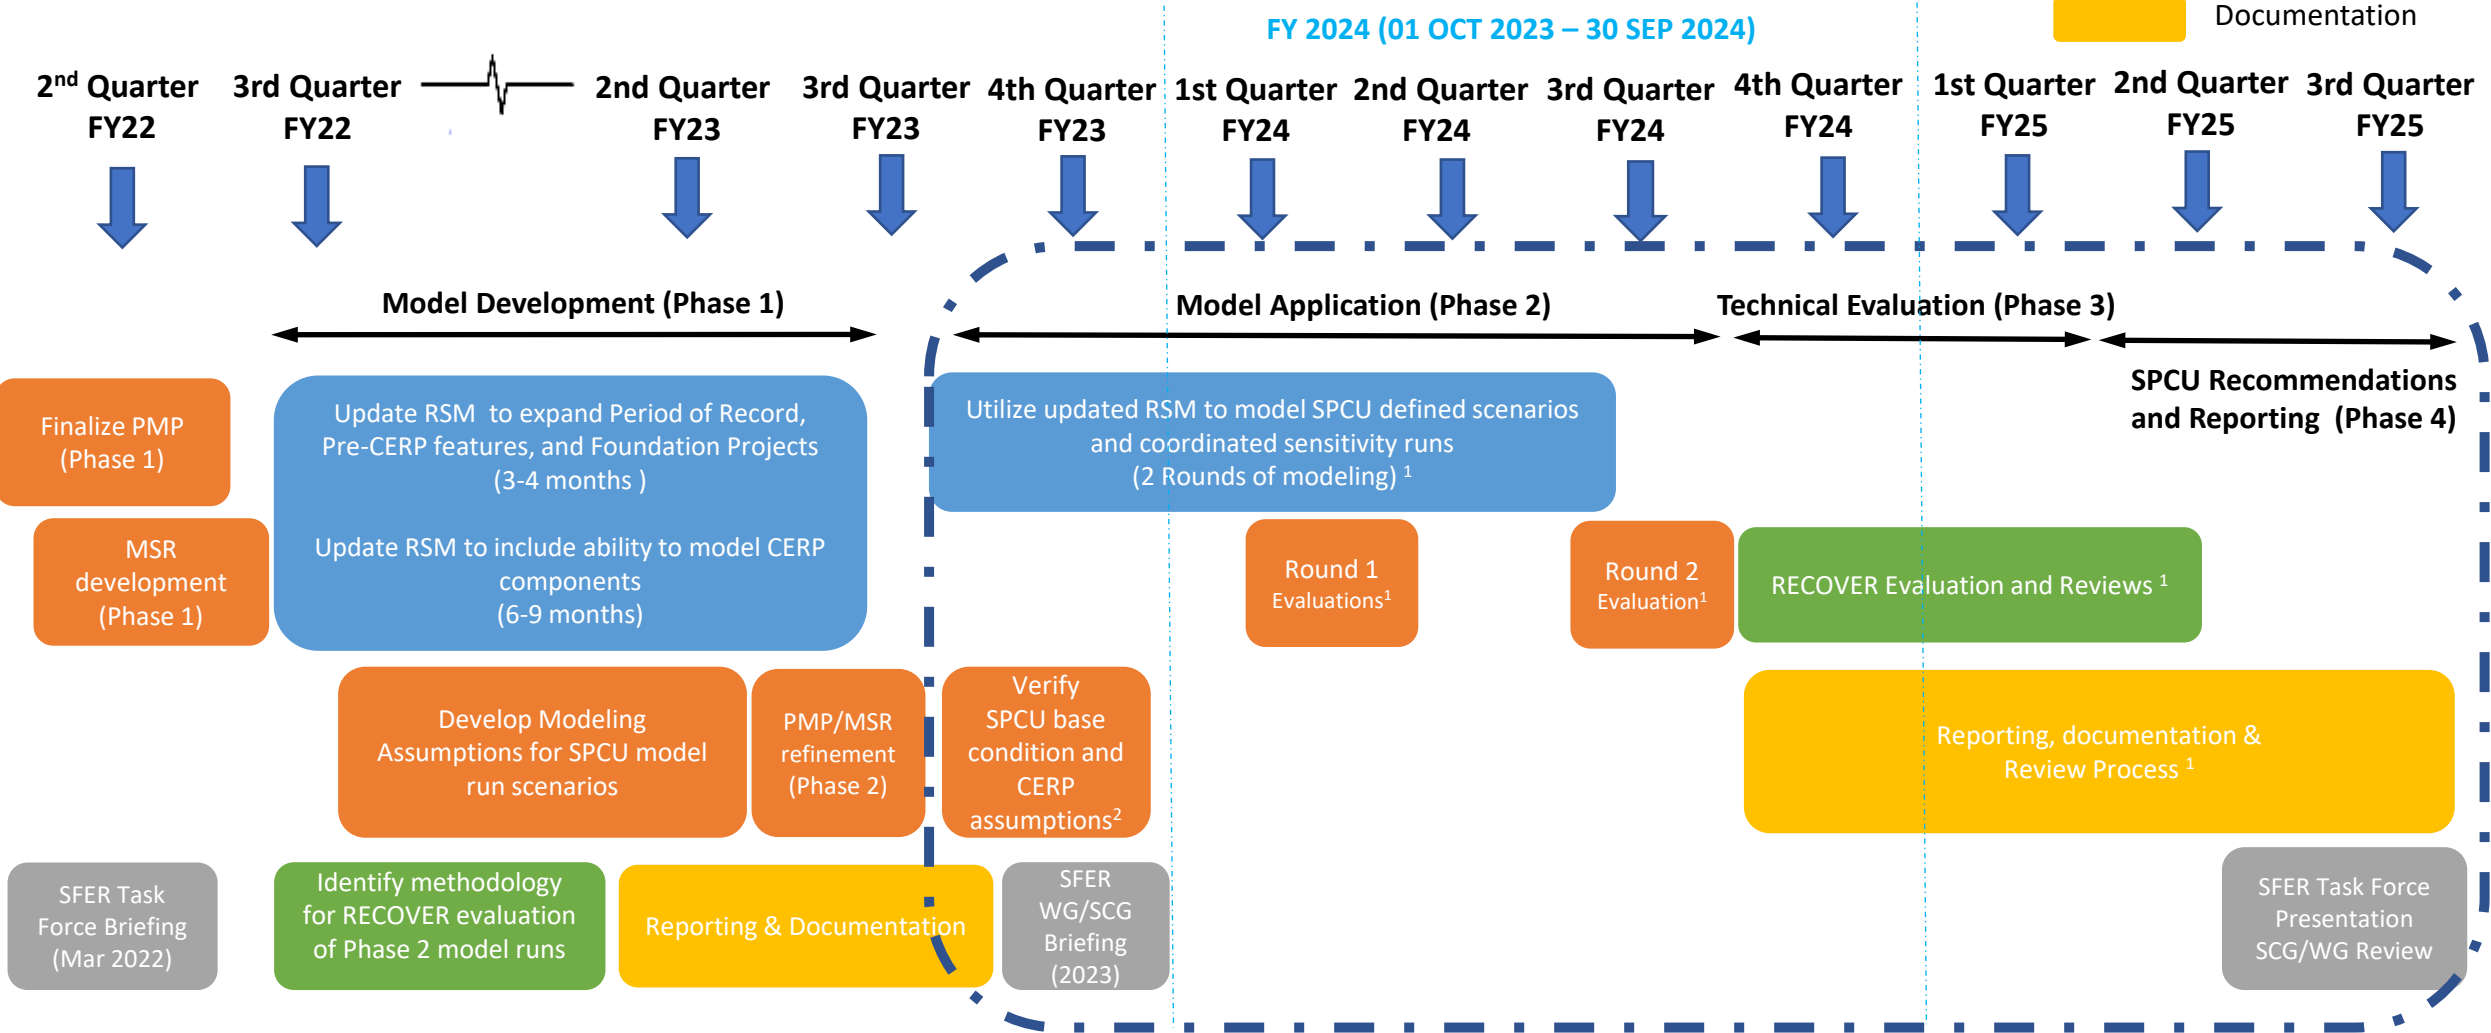 FY 2024 (01 OCT 2023 – 30 SEP 2024)
Documentation
2nd Quarter
FY22
3rd Quarter
FY22
2nd Quarter
FY23
3rd Quarter
FY23
4th Quarter
FY23
1st Quarter
FY24
2nd Quarter
FY24
3rd Quarter
FY24
4th Quarter
FY24
1st Quarter
FY25
2nd Quarter
FY25
3rd Quarter
FY25
Model Development (Phase 1)
Model Application (Phase 2)
Technical Evaluation (Phase 3)
SPCU Recommendations
and Reporting (Phase 4)
Finalize PMP
(Phase 1)
MSR
development
(Phase 1)
Update RSM to expand Period of Record,
Pre-CERP features, and Foundation Projects
(3-4 months )
Update RSM to include ability to model CERP
components
(6-9 months)
Utilize updated RSM to model SPCU defined scenarios
and coordinated sensitivity runs
(2 Rounds of modeling) 1
Round 1
Evaluations1
Round 2
Evaluation1
RECOVER Evaluation and Reviews 1
Develop Modeling
Assumptions for SPCU model
run scenarios
PMP/MSR
refinement
(Phase 2)
Verify
SPCU base
condition and
CERP
assumptions2
Reporting, documentation &
Review Process 1
SFER Task
Force Briefing
(Mar 2022)
Identify methodology
for RECOVER evaluation
of Phase 2 model runs
Reporting & Documentation
SFER
WG/SCG
Briefing
(2023)
SFER Task Force
Presentation
SCG/WG Review